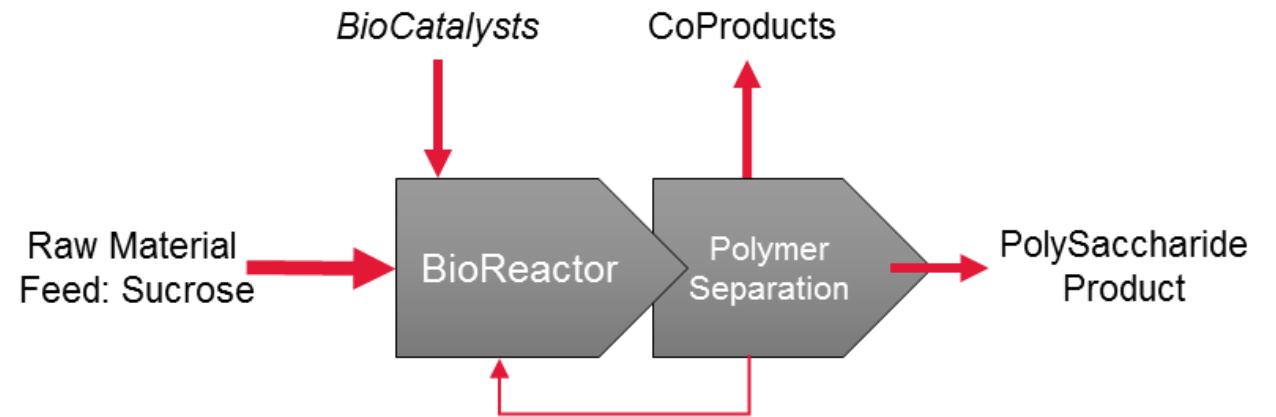 BioCatalysts
CoProducts
Raw Material
Feed: Sucrose
BioReactor
Polymer
Separation
PolySaccharide
Product